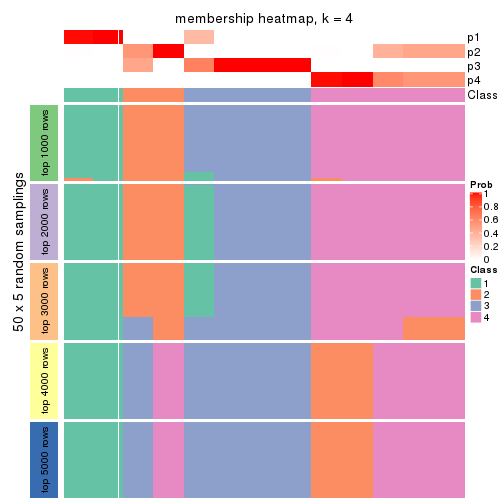 membership heatmap, k = 4
p1
p2
p3
p4
Class
50 x 5 random samplings
top 1000 rows
top 2000 rows
top 3000 rows
top 4000 rows
top 5000 rows
Prob
1
0.8
0.6
0.4
0.2
0
Class
1
2
3
4